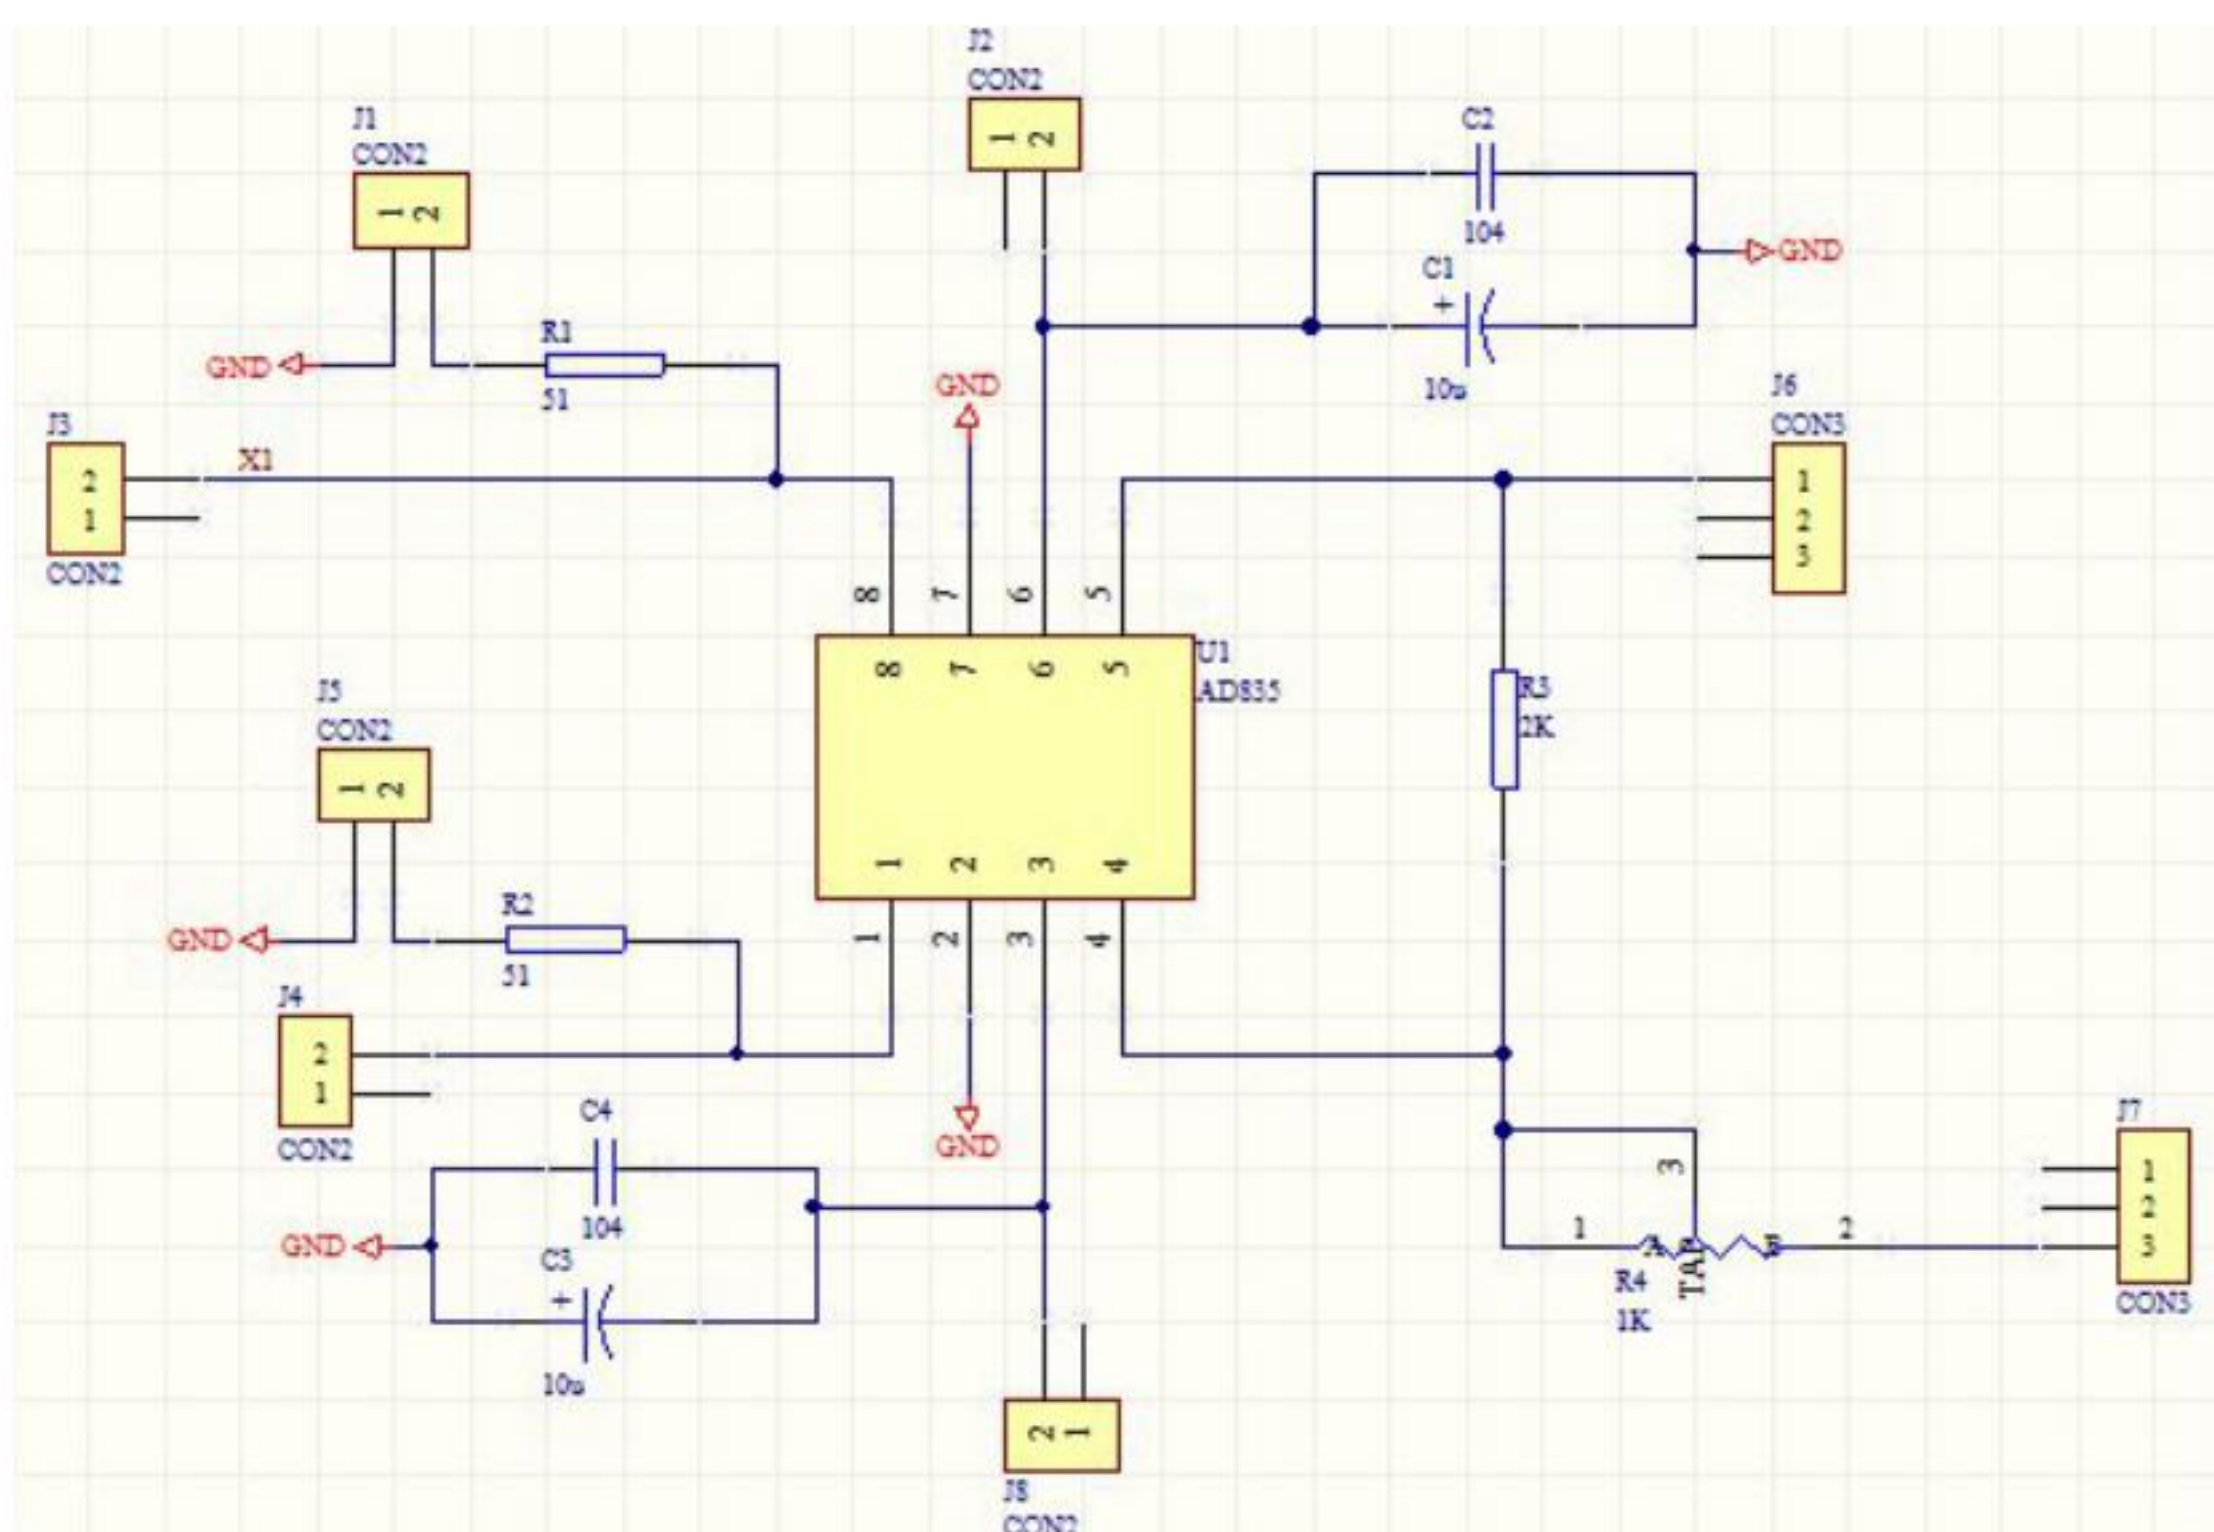 J2
CON2
1 2
J1
CON2
1 2
C2
104
GND
C1
+
10u
R1
51
GND
GND
J3
2
1
CON2
X1
J6
CON3
1
2
3
8 7 6 5
8 7 6 5
U1
AD835
R3
2K
J5
CON2
1 2
1 2 3 4
1 2 3 4
R2
51
GND
J4
2
1
CON2
GND
C4
104
GND
C3
+
10u
J7
1
2
3
CON3
3
1
2
A
B
TAP
R4
1K
2 1
J8
CON2